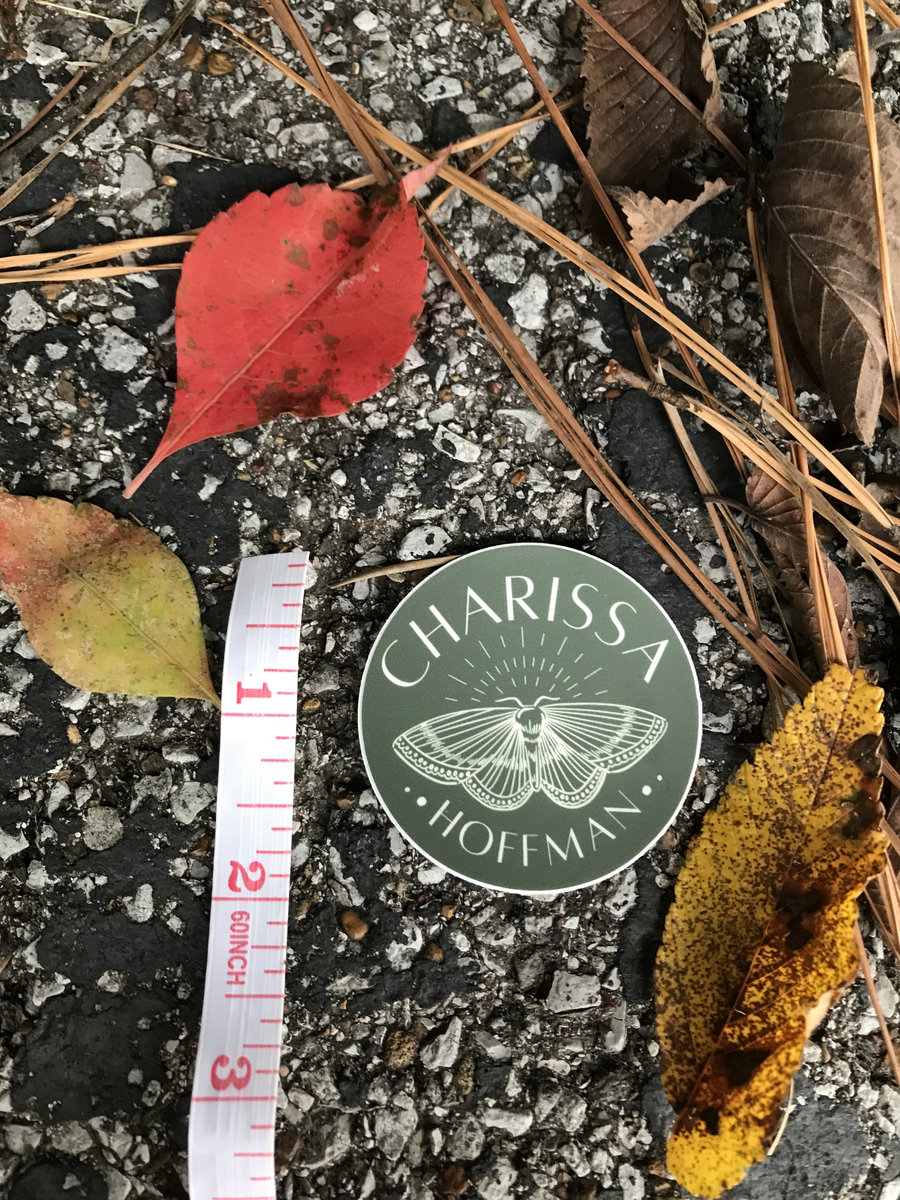 CHARISSA
HOFFMAN
1
2
60INCH
3